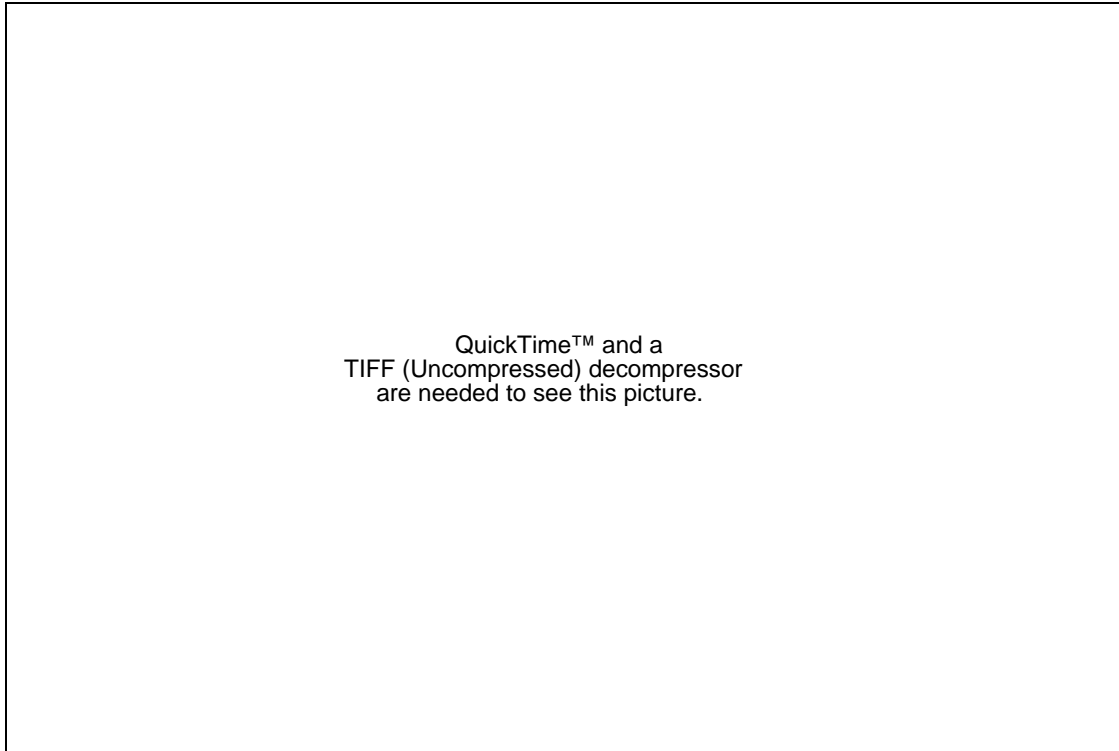 QuickTime™ and a
TIFF (Uncompressed) decompressor
are needed to see this picture.